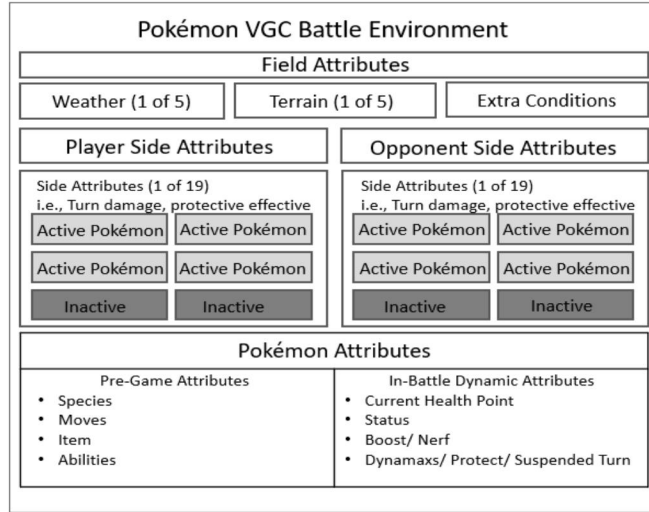 Pokémon VGC Battle Environment
Field Attributes
Weather (1 of 5)
Terrain (1 of 5)
Extra Conditions
Player Side Attributes
Opponent Side Attributes
Side Attributes (1 of 19)
i.e., Turn damage, protective effective
Active Pokémon
Active Pokémon
Active Pokémon
Active Pokémon
Inactive
Inactive
Side Attributes (1 of 19)
i.e., Turn damage, protective effective
Active Pokémon
Active Pokémon
Active Pokémon
Active Pokémon
Inactive
Inactive
Pokémon Attributes
Pre-Game Attributes
• Species
• Moves
• Item
• Abilities
In-Battle Dynamic Attributes
• Current Health Point
• Status
• Boost/ Nerf
• Dynamaxs/ Protect/ Suspended Turn